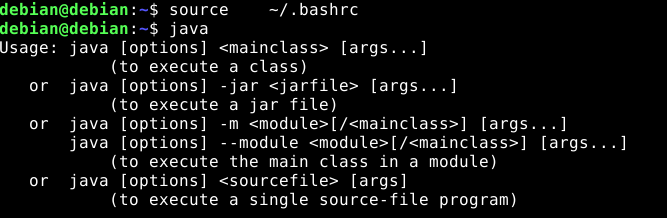 debian@debian:~$ source    ~/.bashrc
debian@debian:~$ java
Usage: java [options] <mainclass> [args...]
           (to execute a class)
   or  java [options] -jar <jarfile> [args...]
           (to execute a jar file)
   or  java [options] -m <module>[/<mainclass>] [args...]
       java [options] --module <module>[/<mainclass>] [args...]
           (to execute the main class in a module)
   or  java [options] <sourcefile> [args]
           (to execute a single source-file program)